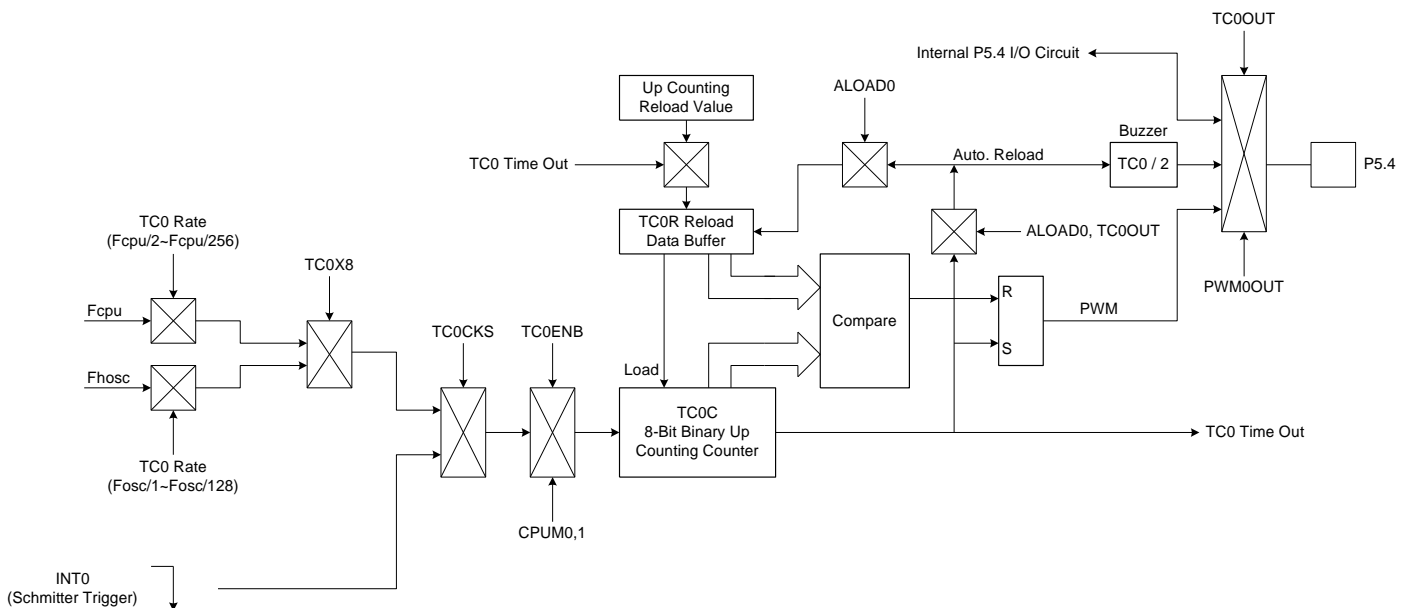 TC0OUT
Internal P5.4 I/O Circuit
Up Counting
Reload Value
ALOAD0
Buzzer
TC0 Time Out
Auto. Reload
TC0 / 2
P5.4
TC0 Rate
(Fcpu/2~Fcpu/256)
TC0R Reload
Data Buffer
ALOAD0, TC0OUT
TC0X8
PWM0OUT
R
Fcpu
PWM
Compare
TC0CKS
TC0ENB
S
Load
Fhosc
TC0C
8-Bit Binary Up
Counting Counter
TC0 Time Out
TC0 Rate
(Fosc/1~Fosc/128)
CPUM0,1
INT0
(Schmitter Trigger)